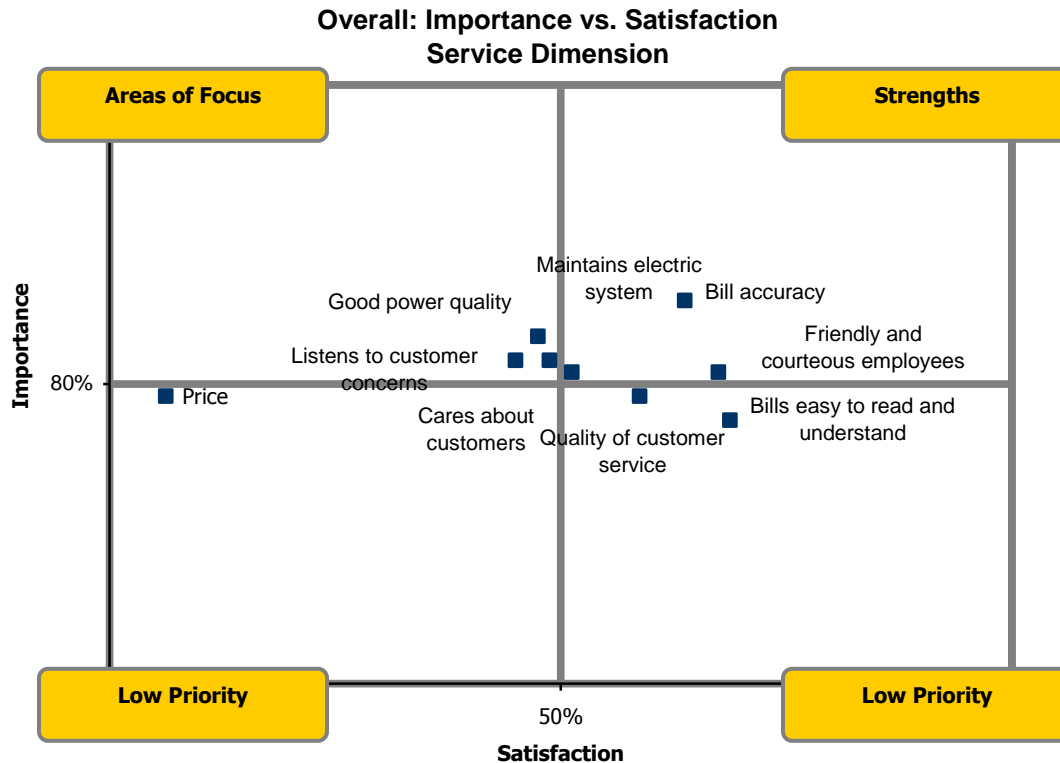 Overall: Importance vs. Satisfaction
Service Dimension
Areas of Focus
Strengths
Maintains electric
system
Bill accuracy
Good power quality
Friendly and
courteous employees
Listens to customer
concerns
Importance
80%
Price
Cares about
customers
Quality of customer
service
Bills easy to read and
understand
Low Priority
Low Priority
50%
Satisfaction